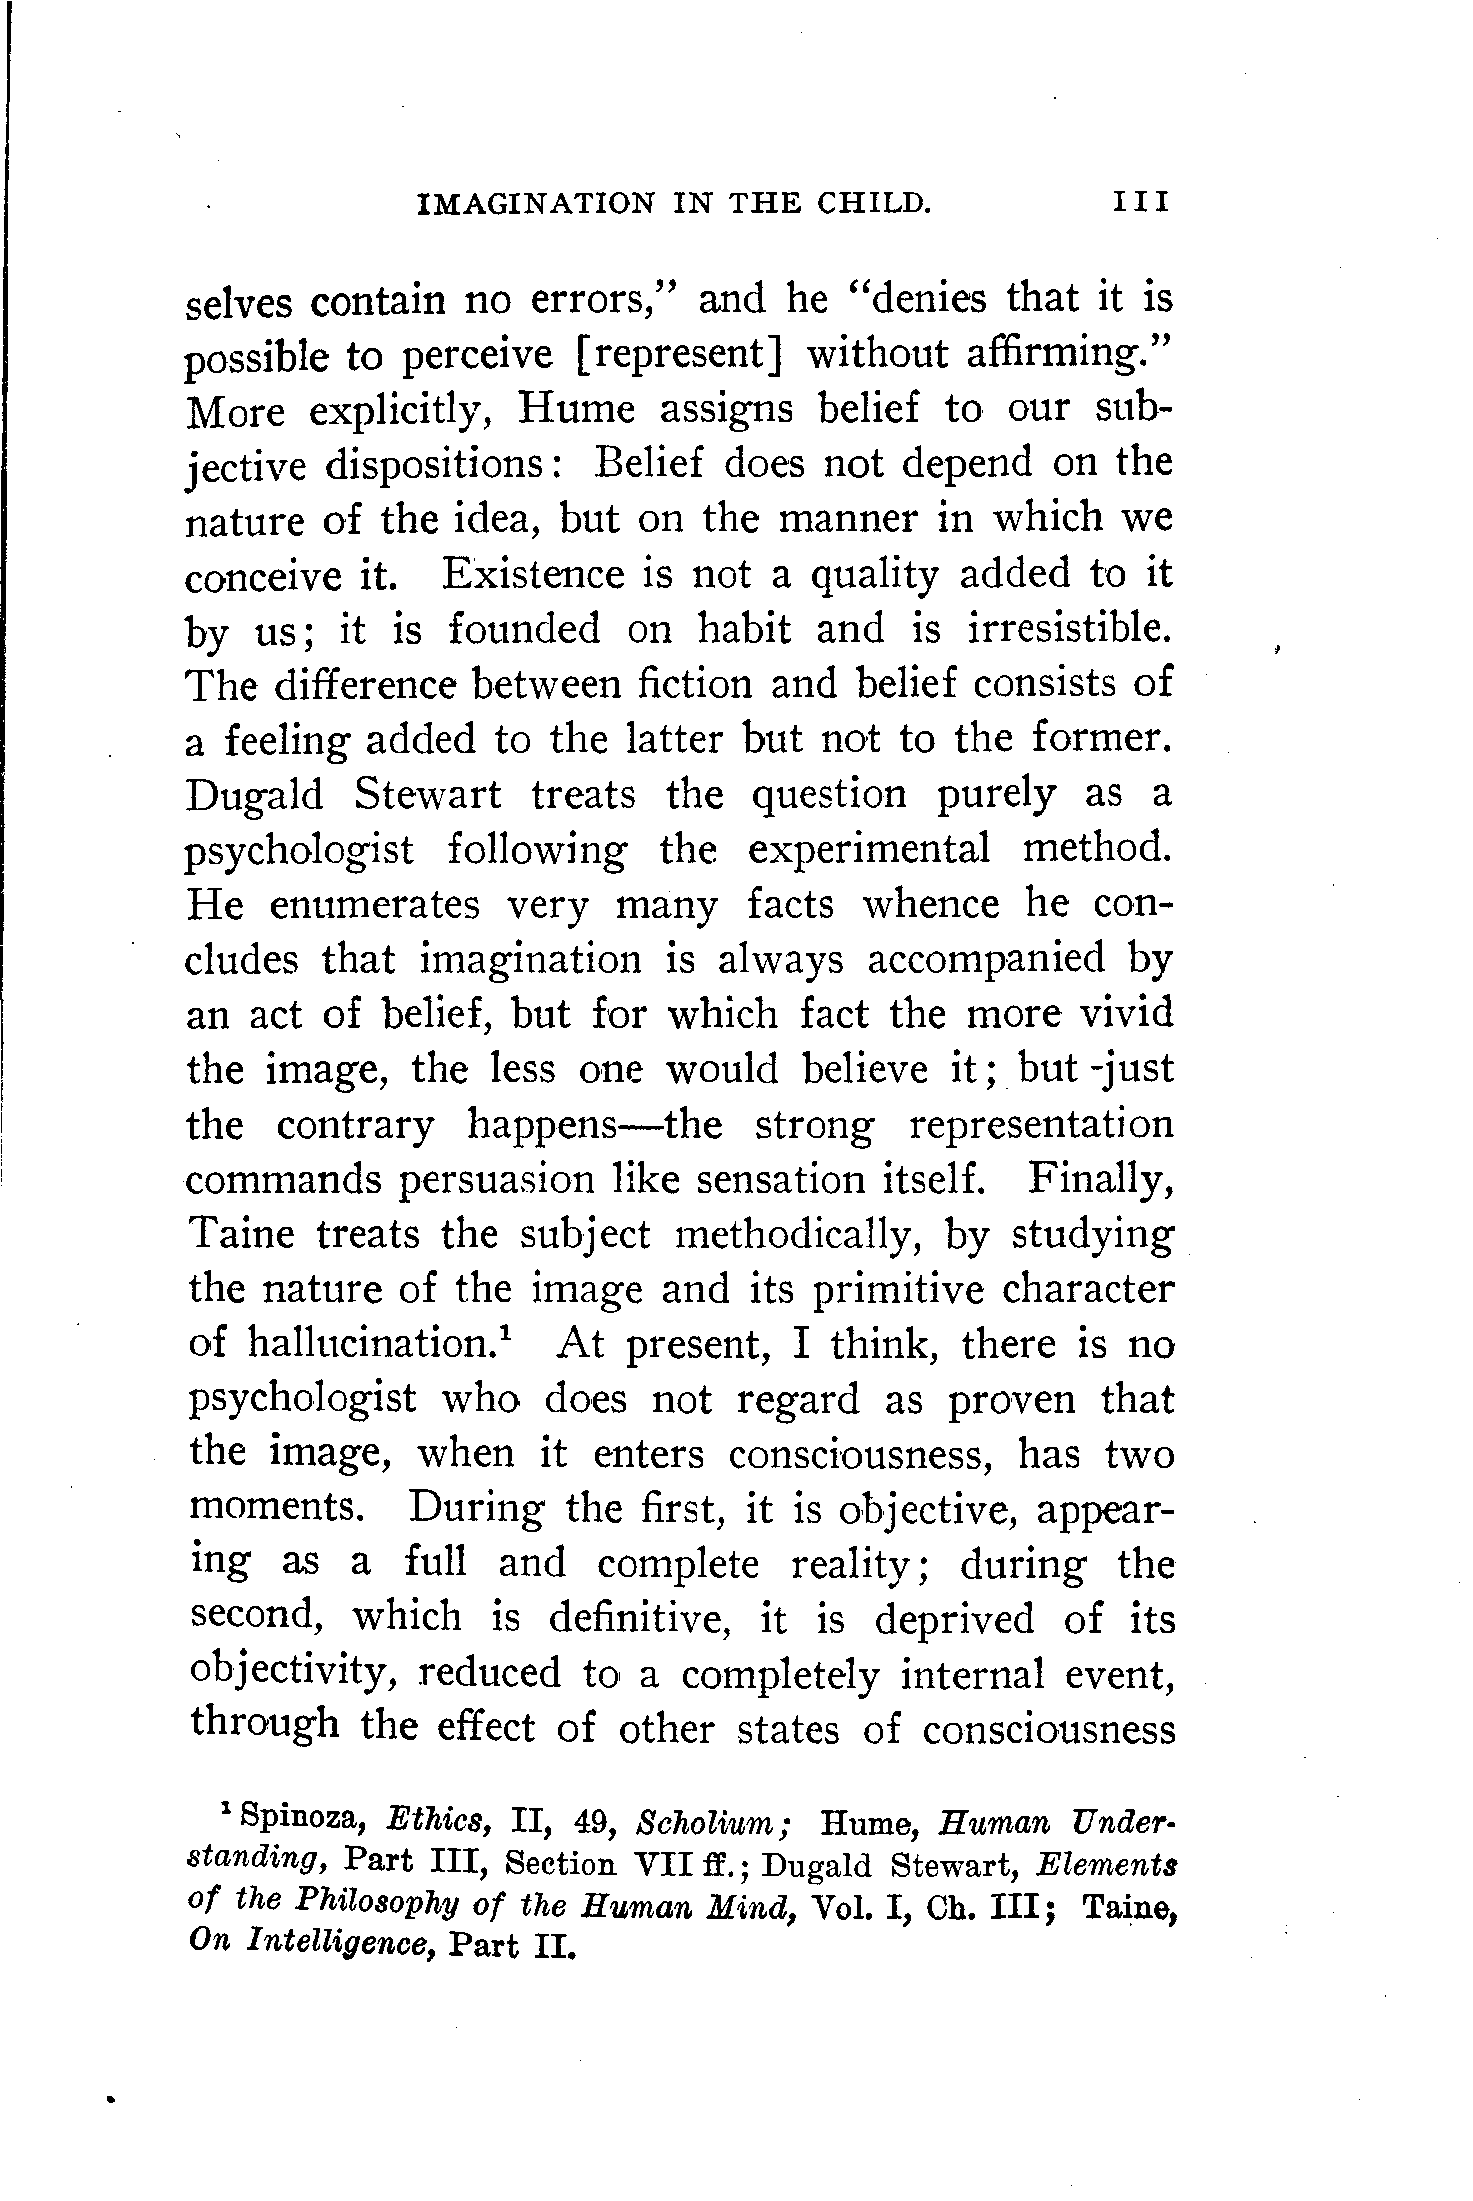 IMAGINATION IN THE CHILD. 111
selves contain no errors,” and he “denies that it is
possible to perceive [represent] without affirming.”
More explicitly, Hume assigns belief to our sub-
jective dispositions: Belief does not depend on the
nature of the idea, but on the manner in which we
conceive it. Existence is not a quality added to it
by us; it is founded on habit and is irresistible.
The difference between fiction and belief consists of
a feeling added to the latter but not to the former.
Dugald Stewart treats the question purely as a
psychologist following the experimental method.
He enumerates very many facts whence he con-
cludes that imagination is always accompanied by
an act of belief, but for which fact the more vivid
the image, the less one would believe it; but just
the contrary happens—the strong representation
commands persuasion like sensation itself. Finally,
Taine treats the subject methodically, by studying
the nature of the image and its primitive character
of hallucination.¹ At present, I think, there is no
psychologist who does not regard as proven that
the image, when it enters consciousness, has two
moments. During the first, it is objective, appear-
ing as a full and complete reality; during the
second, which is definitive, it is deprived of its
objectivity, reduced to a completely internal event,
through the effect of other states of consciousness
¹ Spinoza, Ethics, II, 49, Scholium; Hume, Human Under-
standing, Part III, Section VII ff.; Dugald Stewart, Elements
of the Philosophy of the Human Mind, Vol. I, Ch. III; Taine,
On Intelligence, Part II.